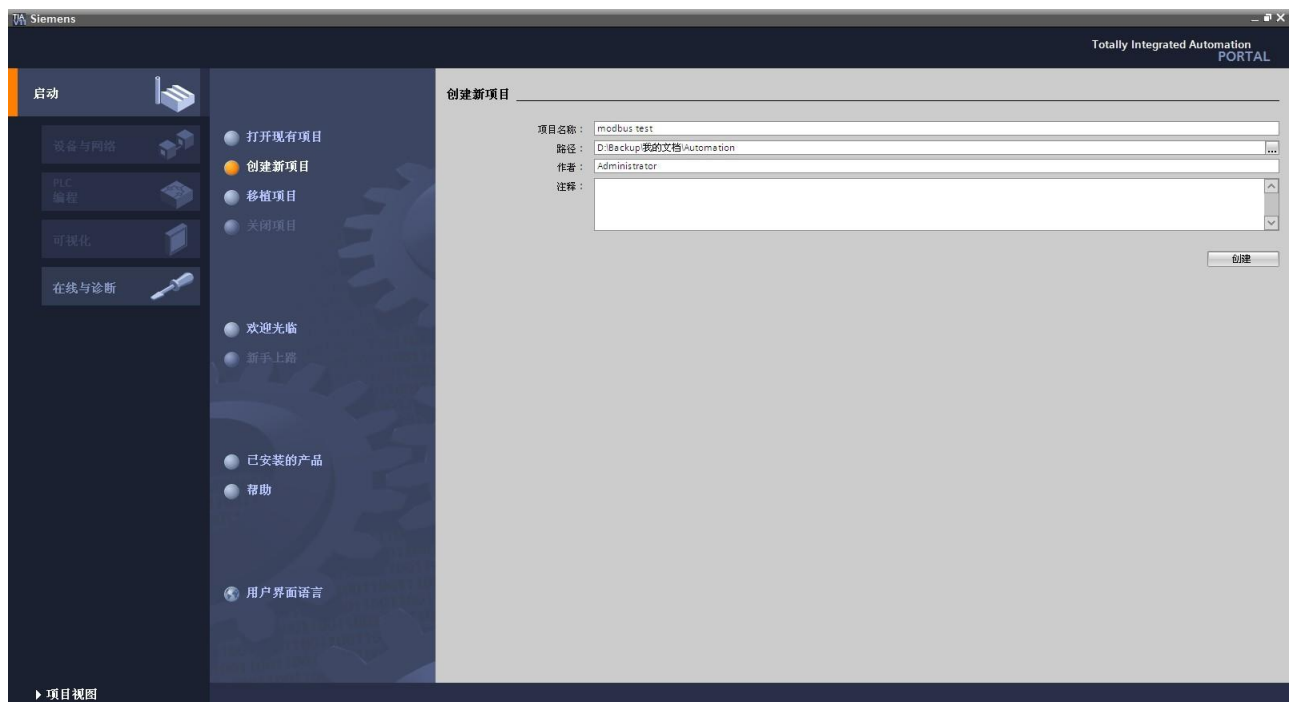 TIA Siemens
Totally Integrated Automation
PORTAL
启动
设备与网络
PLC
编程
可视化
在线与诊断
打开现有项目
创建新项目
移植项目
关闭项目
欢迎光临
新手上路
已安装的产品
帮助
用户界面语言
创建新项目
项目名称：
modbus test
路径：
D:\Backup\我的文档\Automation
...
作者：
Administrator
注释：
创建
项目视图